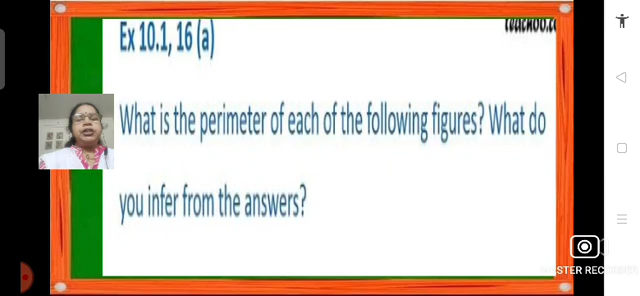 Ex 10.1, 16 (a)
What is the perimeter of each of the following figures? What do
you infer from the answers?